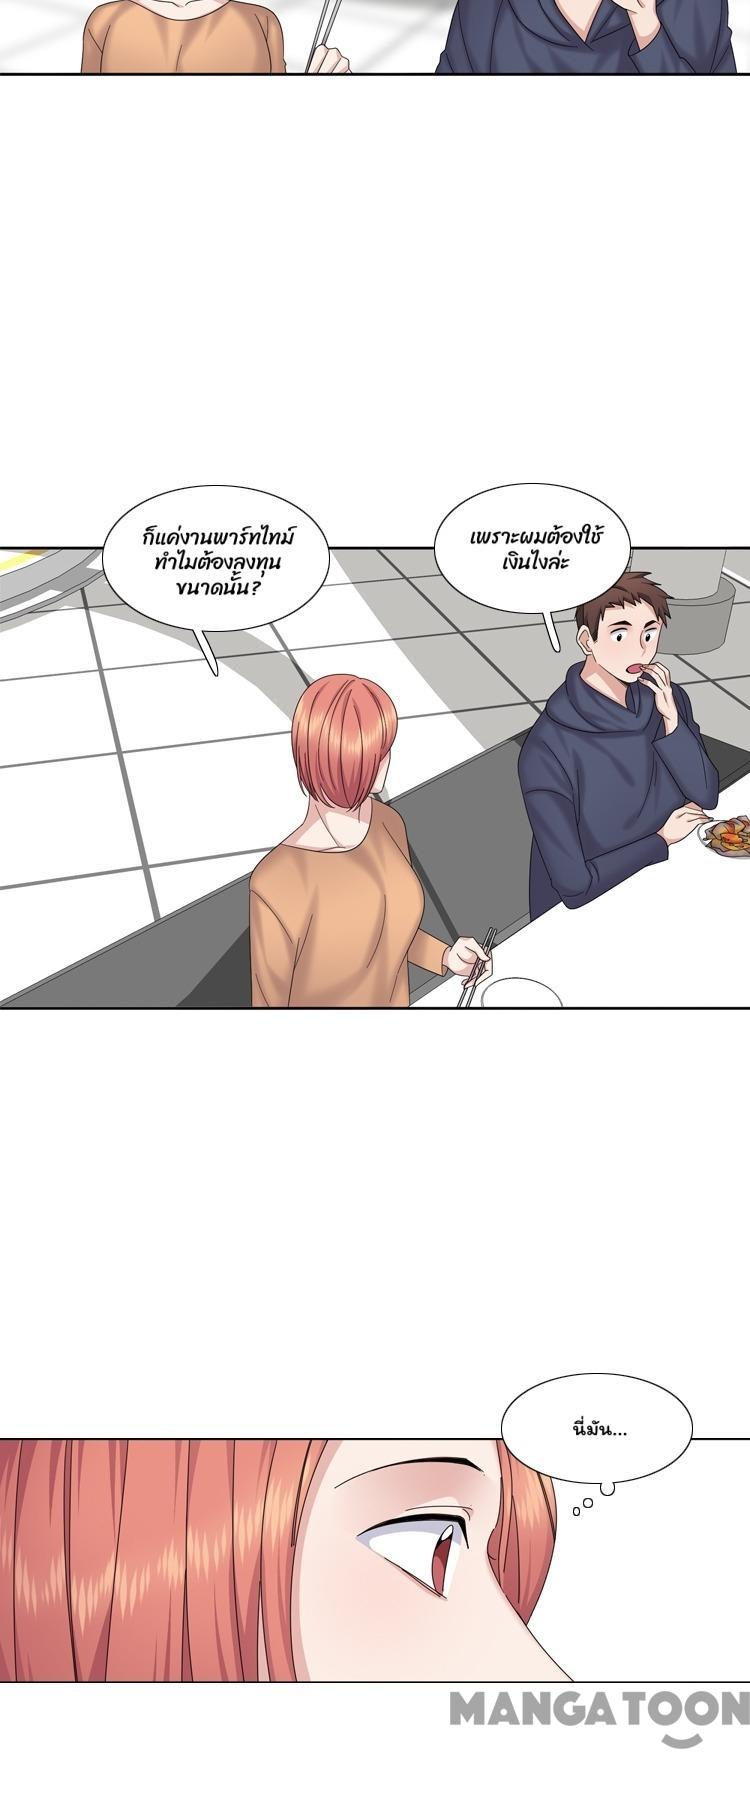 ก็แค่งานพาร์ทไทม์
ทำไมต้องลงทุน
ขนาดนั้น?
เพราะผมต้องใช้
เงินไงล่ะ
นี่มัน...
MANGATOON